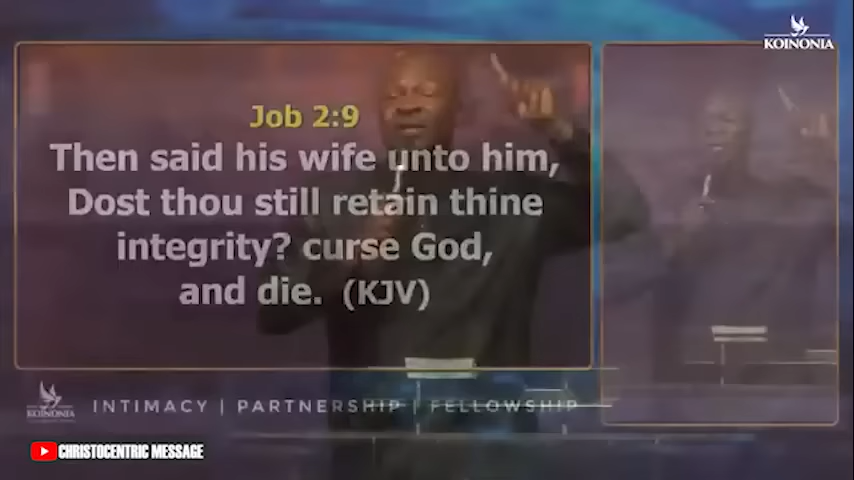 KOINONIA
Job 2:9
Then said his wife unto him,
Dost thou still retain thine
integrity? curse God,
and die. (KJV)
KOINONIA
INTIMACY | PARTNERSHIP | FELLOWSHIP
CHRISTOCENTRIC MESSAGE